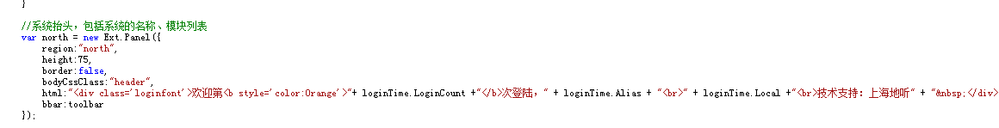 }
//系统抬头，包括系统的名称、模块列表
var north = new Ext.Panel({
region:"north",
height:75,
border:false,
bodyCssClass:"header",
html:"<div class='loginfont'>欢迎第<b style='color:Orange'>"+ loginTime.LoginCount +"</b>次登陆，" + loginTime.Alias + "<br>" + loginTime.Local +"<br>技术支持：上海地听" + "&nbsp;</div>
bbar:toolbar
});